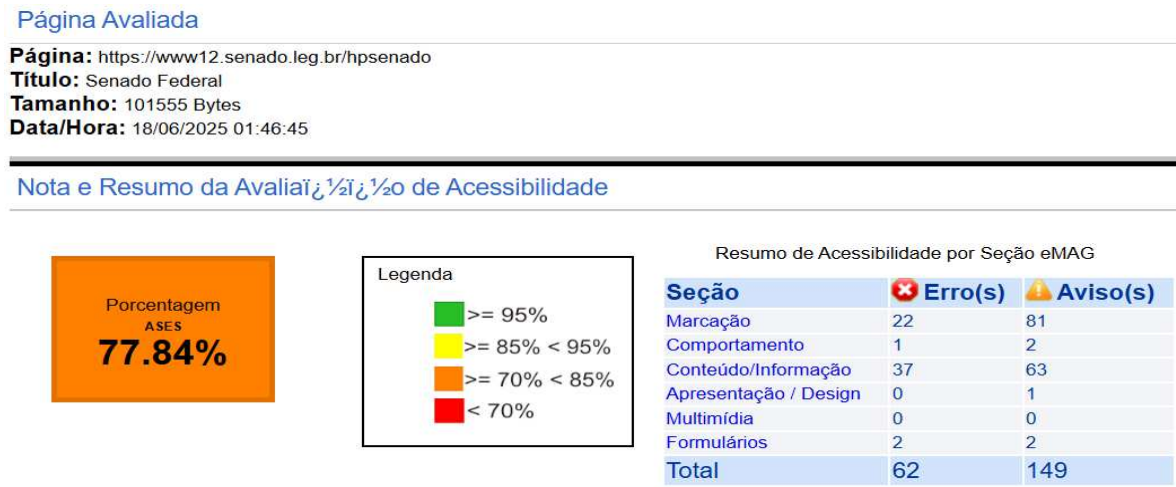 Página Avaliada
Página: https://www12.senado.leg.br/hpsenado
Título: Senado Federal
Tamanho: 101555 Bytes
Data/Hora: 18/06/2025 01:46:45
Nota e Resumo da Avaliaï¿½ï¿½o de Acessibilidade
Porcentagem
ASES
77.84%
Legenda
>= 95%
>= 85% < 95%
>= 70% < 85%
< 70%
Resumo de Acessibilidade por Seção eMAG
Seção Erro(s) Aviso(s)
Marcação 22 81
Comportamento 1 2
Conteúdo/Informação 37 63
Apresentação / Design 0 1
Multimídia 0 0
Formulários 2 2
Total 62 149